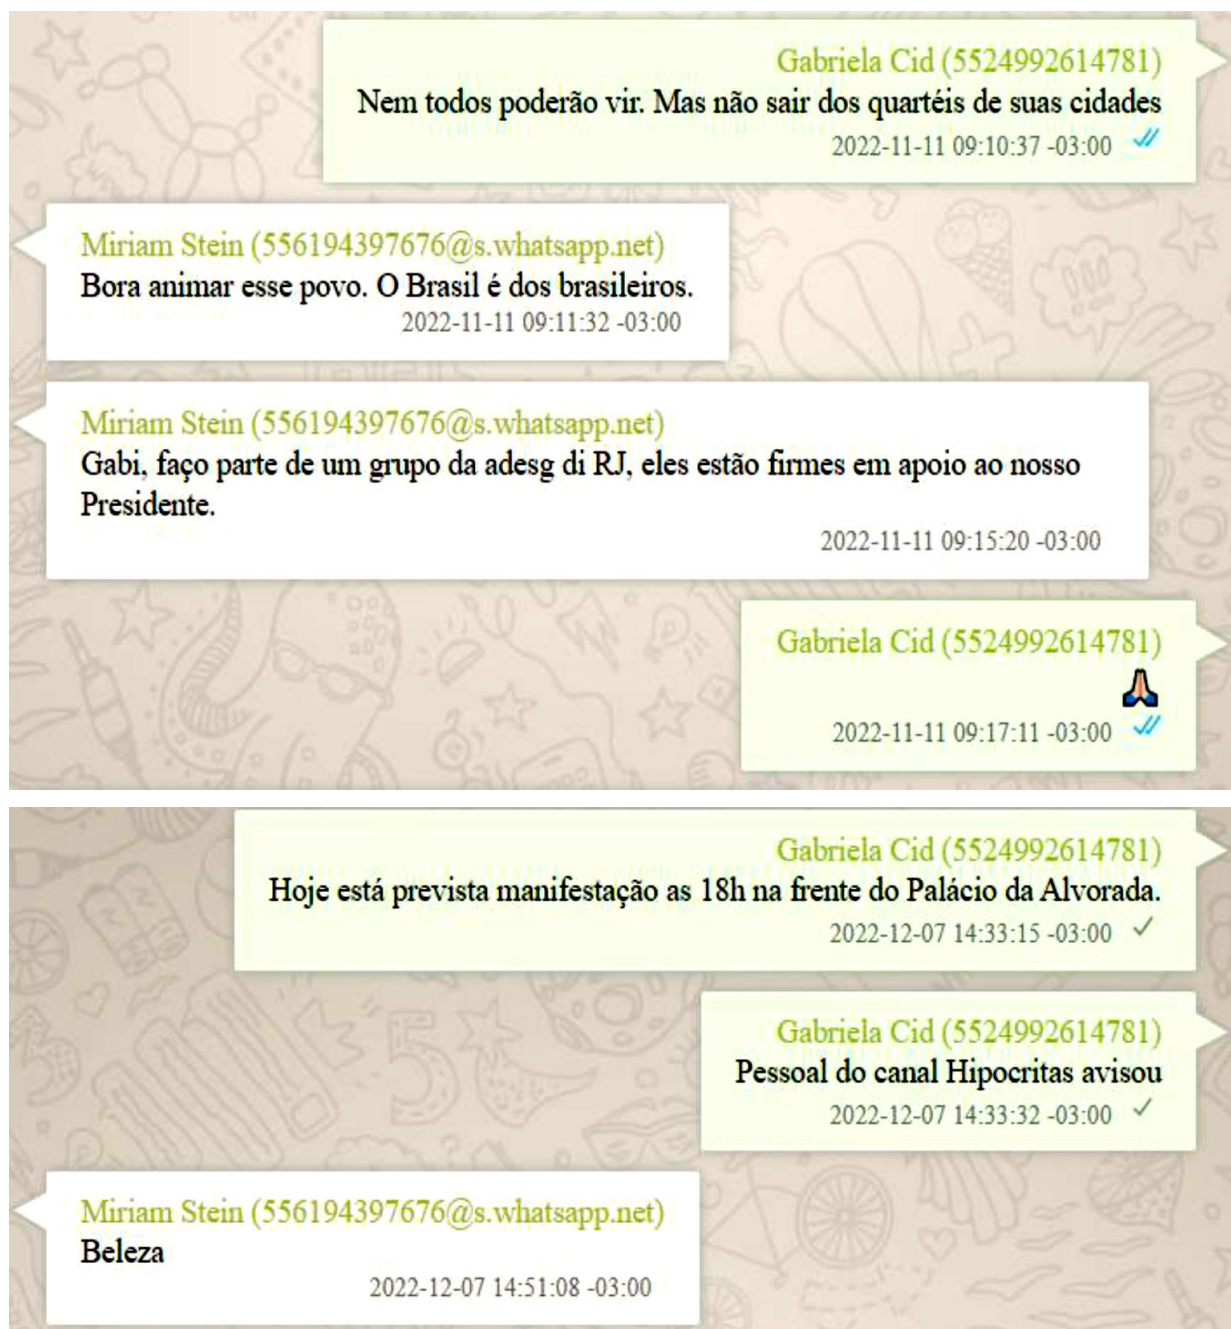 Gabriela Cid (5524992614781)
Nem todos poderão vir. Mas não sair dos quartéis de suas cidades
2022-11-11 09:10:37 -03:00
Miriam Stein (556194397676@s.whatsapp.net)
Bora animar esse povo. O Brasil é dos brasileiros.
2022-11-11 09:11:32 -03:00
Miriam Stein (556194397676@s.whatsapp.net)
Gabi, faço parte de um grupo da adesg di RJ, eles estão firmes em apoio ao nosso
Presidente.
2022-11-11 09:15:20 -03:00
Gabriela Cid (5524992614781)
🙏
2022-11-11 09:17:11 -03:00
Gabriela Cid (5524992614781)
Hoje está prevista manifestação as 18h na frente do Palácio da Alvorada.
2022-12-07 14:33:15 -03:00
Gabriela Cid (5524992614781)
Pessoal do canal Hipocritas avisou
2022-12-07 14:33:32 -03:00
Miriam Stein (556194397676@s.whatsapp.net)
Beleza
2022-12-07 14:51:08 -03:00